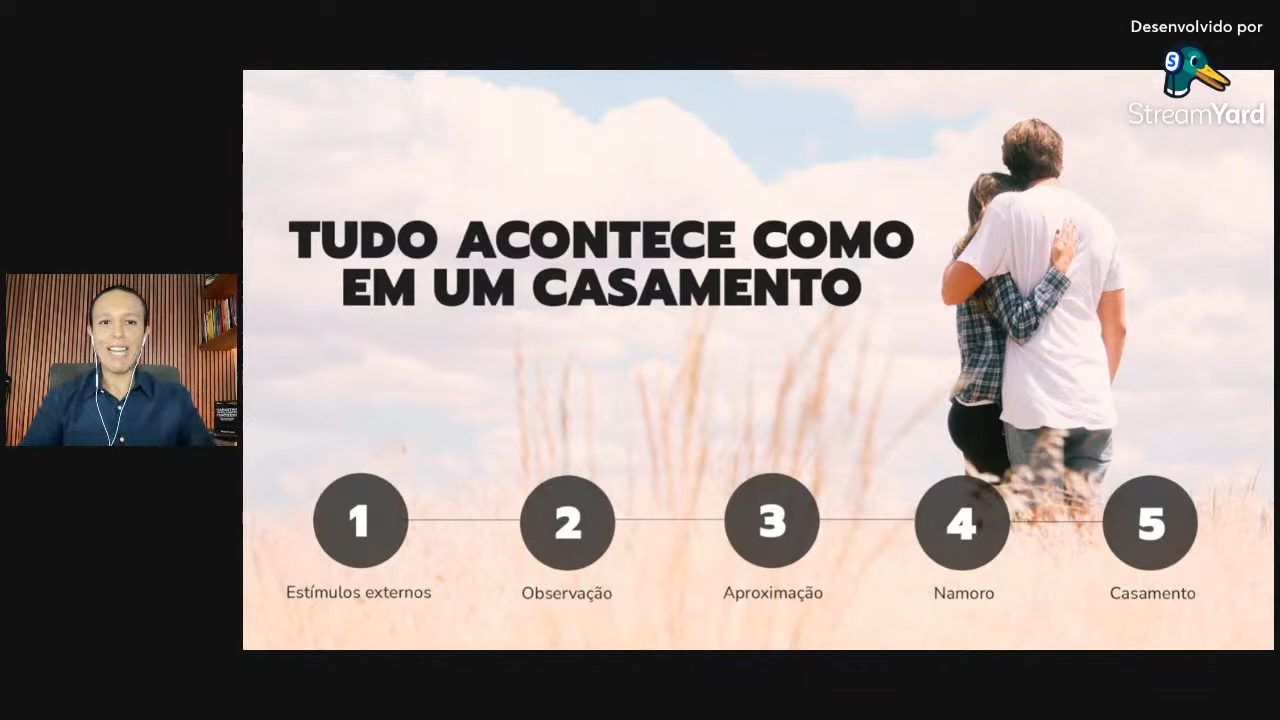 Desenvolvido por
StreamYard
TUDO ACONTECE COMO
EM UM CASAMENTO
1
2
3
4
5
Estímulos externos
Observação
Aproximação
Namoro
Casamento